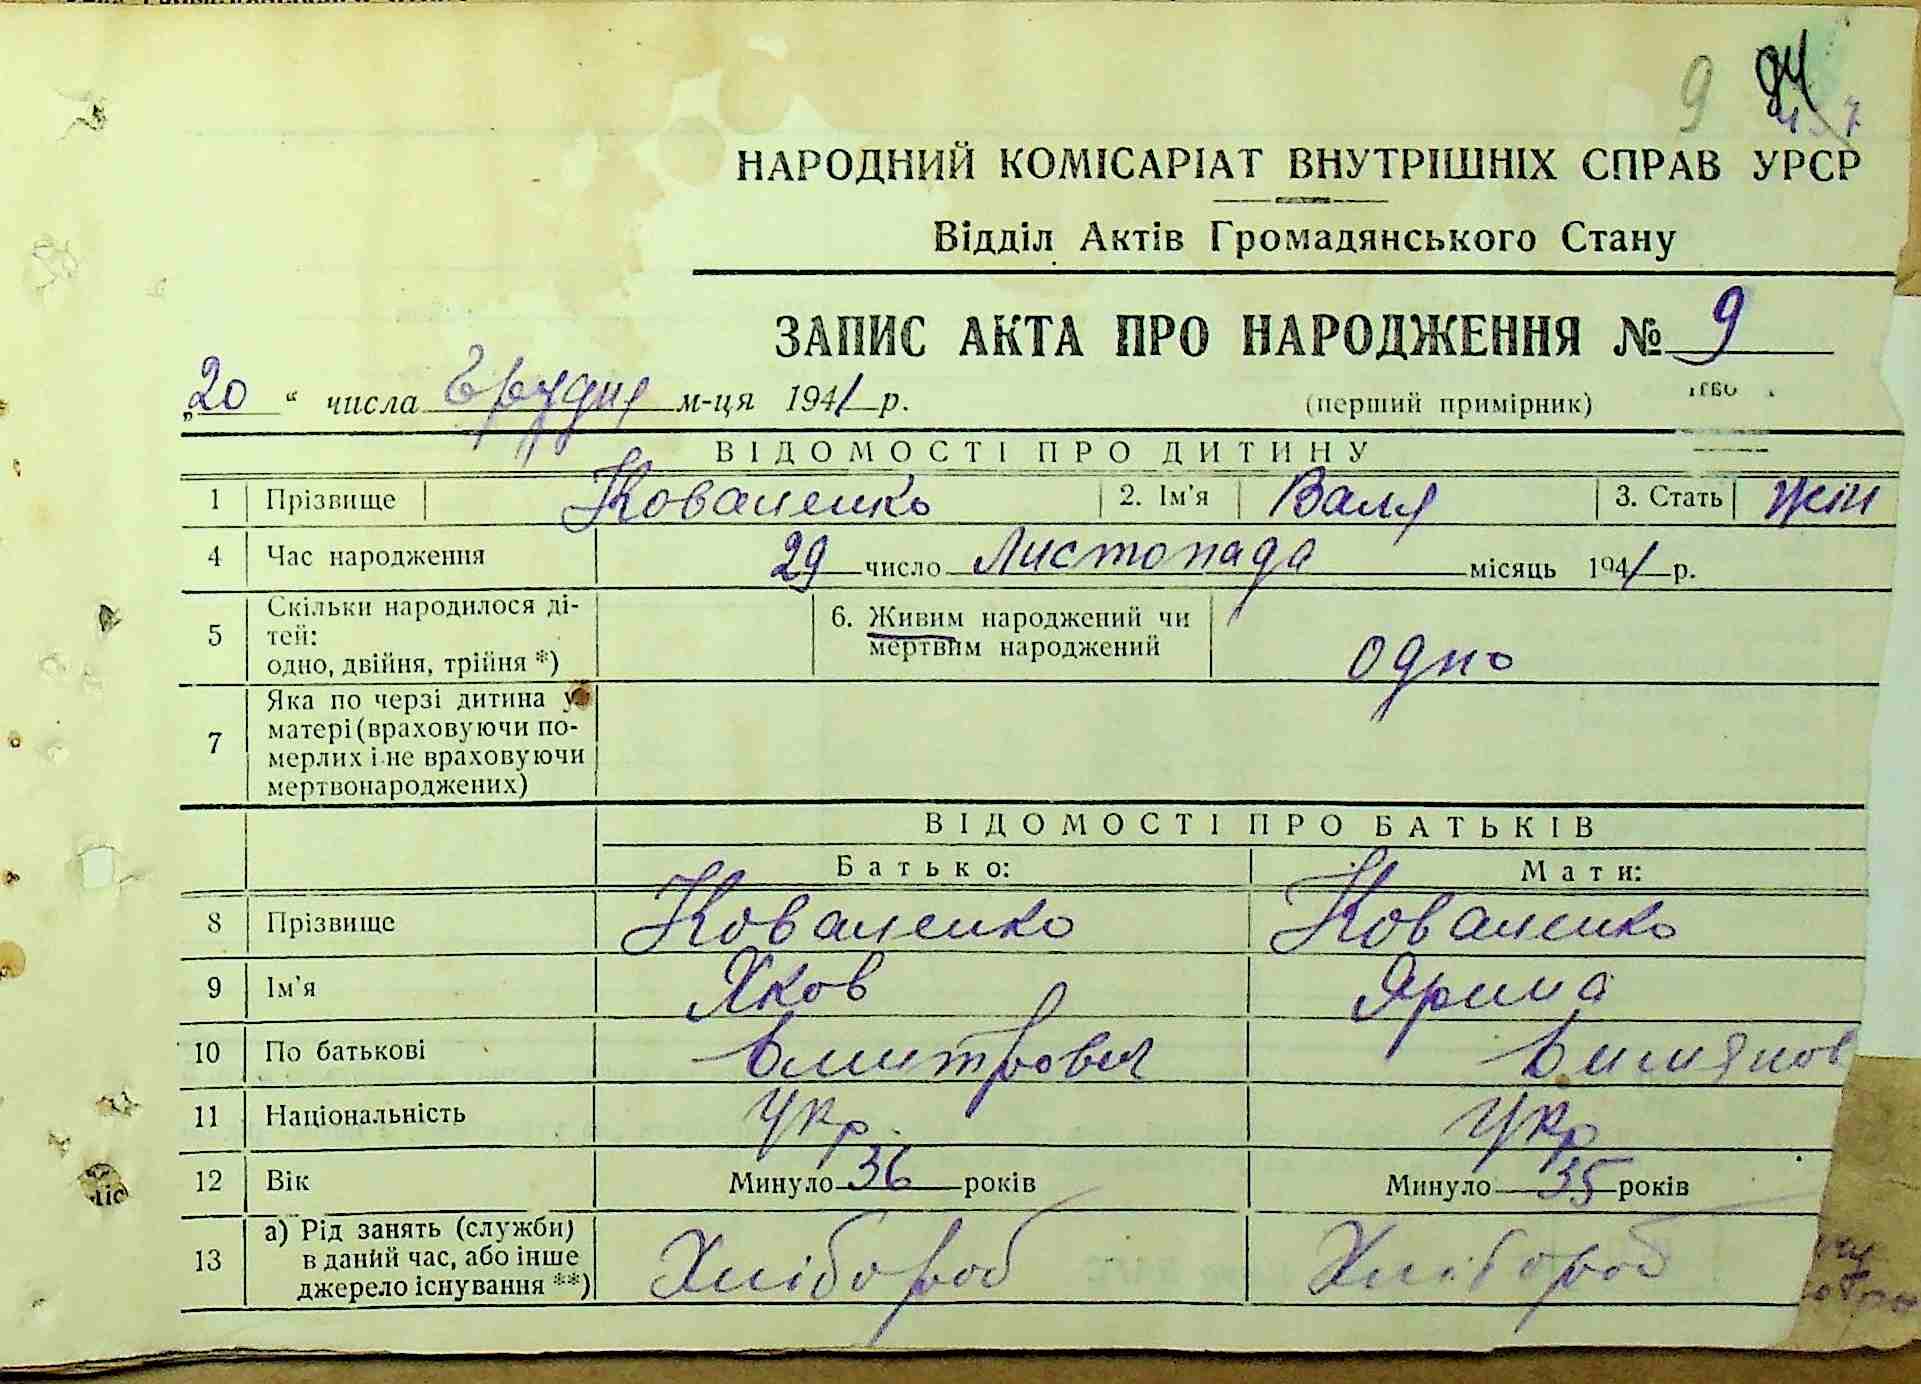 9 94
НАРОДНИЙ КОМІСАРІАТ ВНУТРІШНІХ СПРАВ УРСР
Відділ Актів Громадянського Стану
ЗАПИС АКТА ПРО НАРОДЖЕННЯ № 9
„20“ числа Грудня м-ця 1941 р. (перший примірник)
ВІДОМОСТІ ПРО ДИТИНУ
1 Прізвище Коваленко 2. Ім'я Валя 3. Стать жін
4 Час народження 29 число Листопада місяць 1941 р.
5 Скільки народилося ді-
тей:
одно, двійня, трійня *)
6. Живим народжений чи
мертвим народжений
одно
7 Яка по черзі дитина у
матері (враховуючи по-
мерлих і не враховуючи
мертвонароджених)
ВІДОМОСТІ ПРО БАТЬКІВ
Батько: Мати:
8 Прізвище Коваленко Коваленко
9 Ім'я Яков Ярина
10 По батькові Дмитрович
11 Національність Укр. Укр
12 Вік Минуло 36 років Минуло 35 років
13 а) Рід занять (служби)
в даний час, або інше
джерело існування **)
Хлібороб Хлібороб